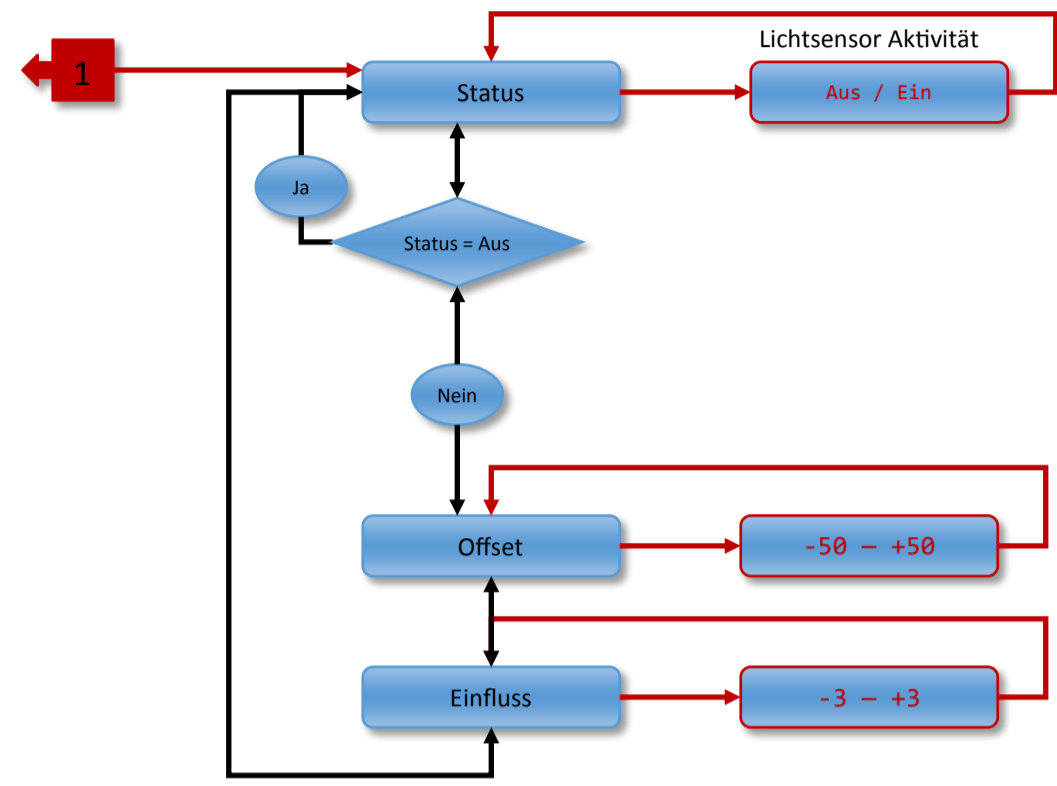 Lichtsensor Aktivität
1
Status
Aus / Ein
Ja
Status = Aus
Nein
Offset
-50 – +50
Einfluss
-3 – +3